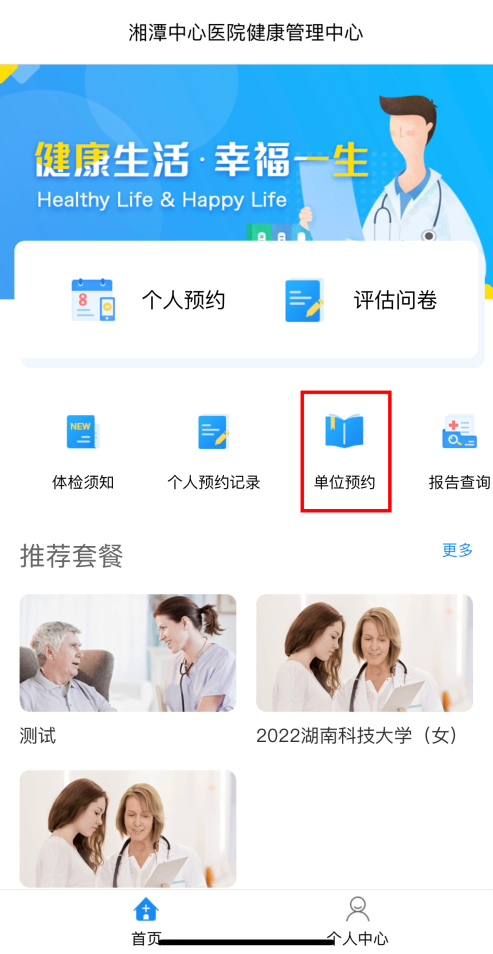 湘潭中心医院健康管理中心
健康生活·幸福一生
Healthy Life & Happy Life
8
个人预约
评估问卷
NEW
体检须知
个人预约记录
单位预约
报告查询
推荐套餐
更多
测试
2022湖南科技大学（女）
首页
个人中心